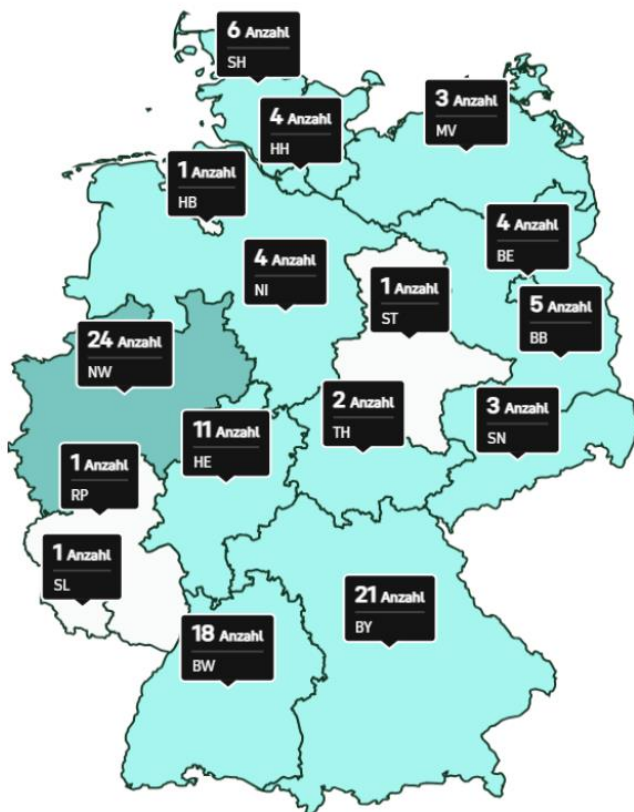 6 Anzahl
SH
4 Anzahl
HH
3 Anzahl
MV
1 Anzahl
HB
4 Anzahl
NI
1 Anzahl
ST
4 Anzahl
BE
5 Anzahl
BB
24 Anzahl
NW
11 Anzahl
HE
2 Anzahl
TH
3 Anzahl
SN
1 Anzahl
RP
1 Anzahl
SL
18 Anzahl
BW
21 Anzahl
BY